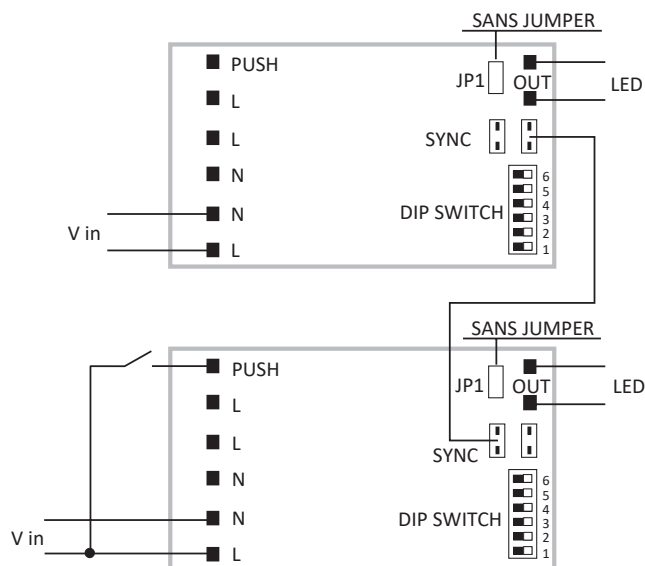 SANS JUMPER
PUSH
JP1
OUT
LED
L
L
SYNC
N
6
5
4
3
2
1
DIP SWITCH
N
V in
L
SANS JUMPER
PUSH
JP1
OUT
LED
L
L
SYNC
N
6
5
4
3
2
1
DIP SWITCH
N
V in
L